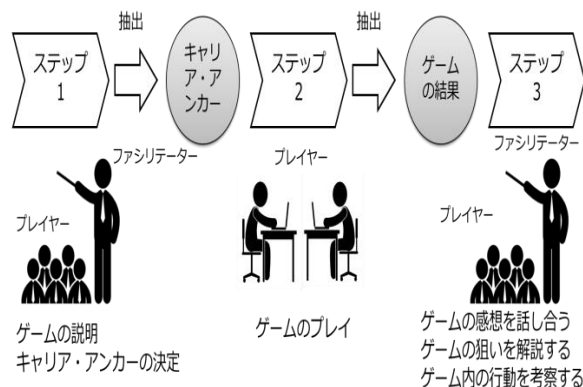 抽出
抽出
ステップ
1
キャリ
ア・ア
ンカー
ステップ
2
ゲーム
の結果
ステップ
3
ファシリテーター
プレイヤー
ファシリテーター
プレイヤー
プレイヤー
ゲームの説明
キャリア・アンカーの決定
ゲームのプレイ
ゲームの感想を話し合う
ゲームの狙いを解説する
ゲーム内の行動を考察する